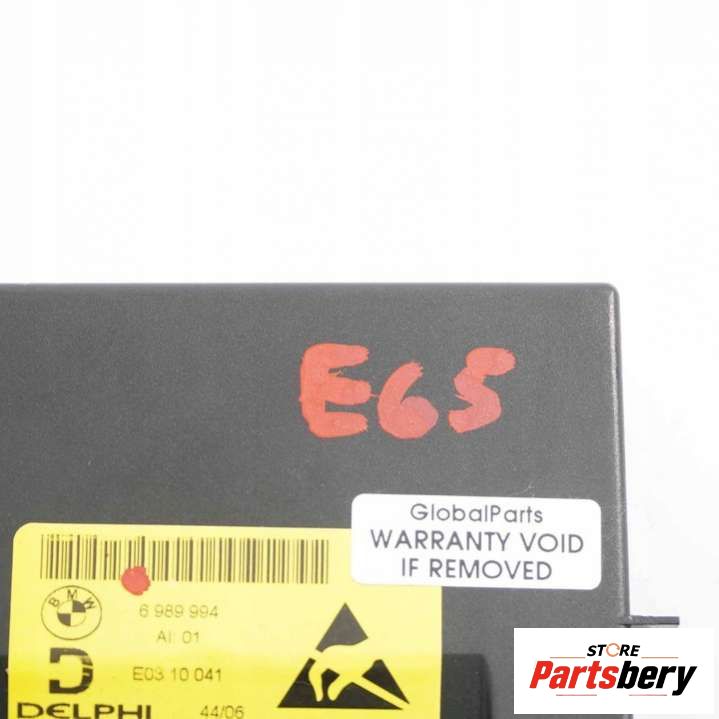 E65
GlobalParts
WARRANTY VOID
IF REMOVED
BMW
6 989 994
AI: 01
E03 10 041
DELPHI 44/06
STORE
Partsbery